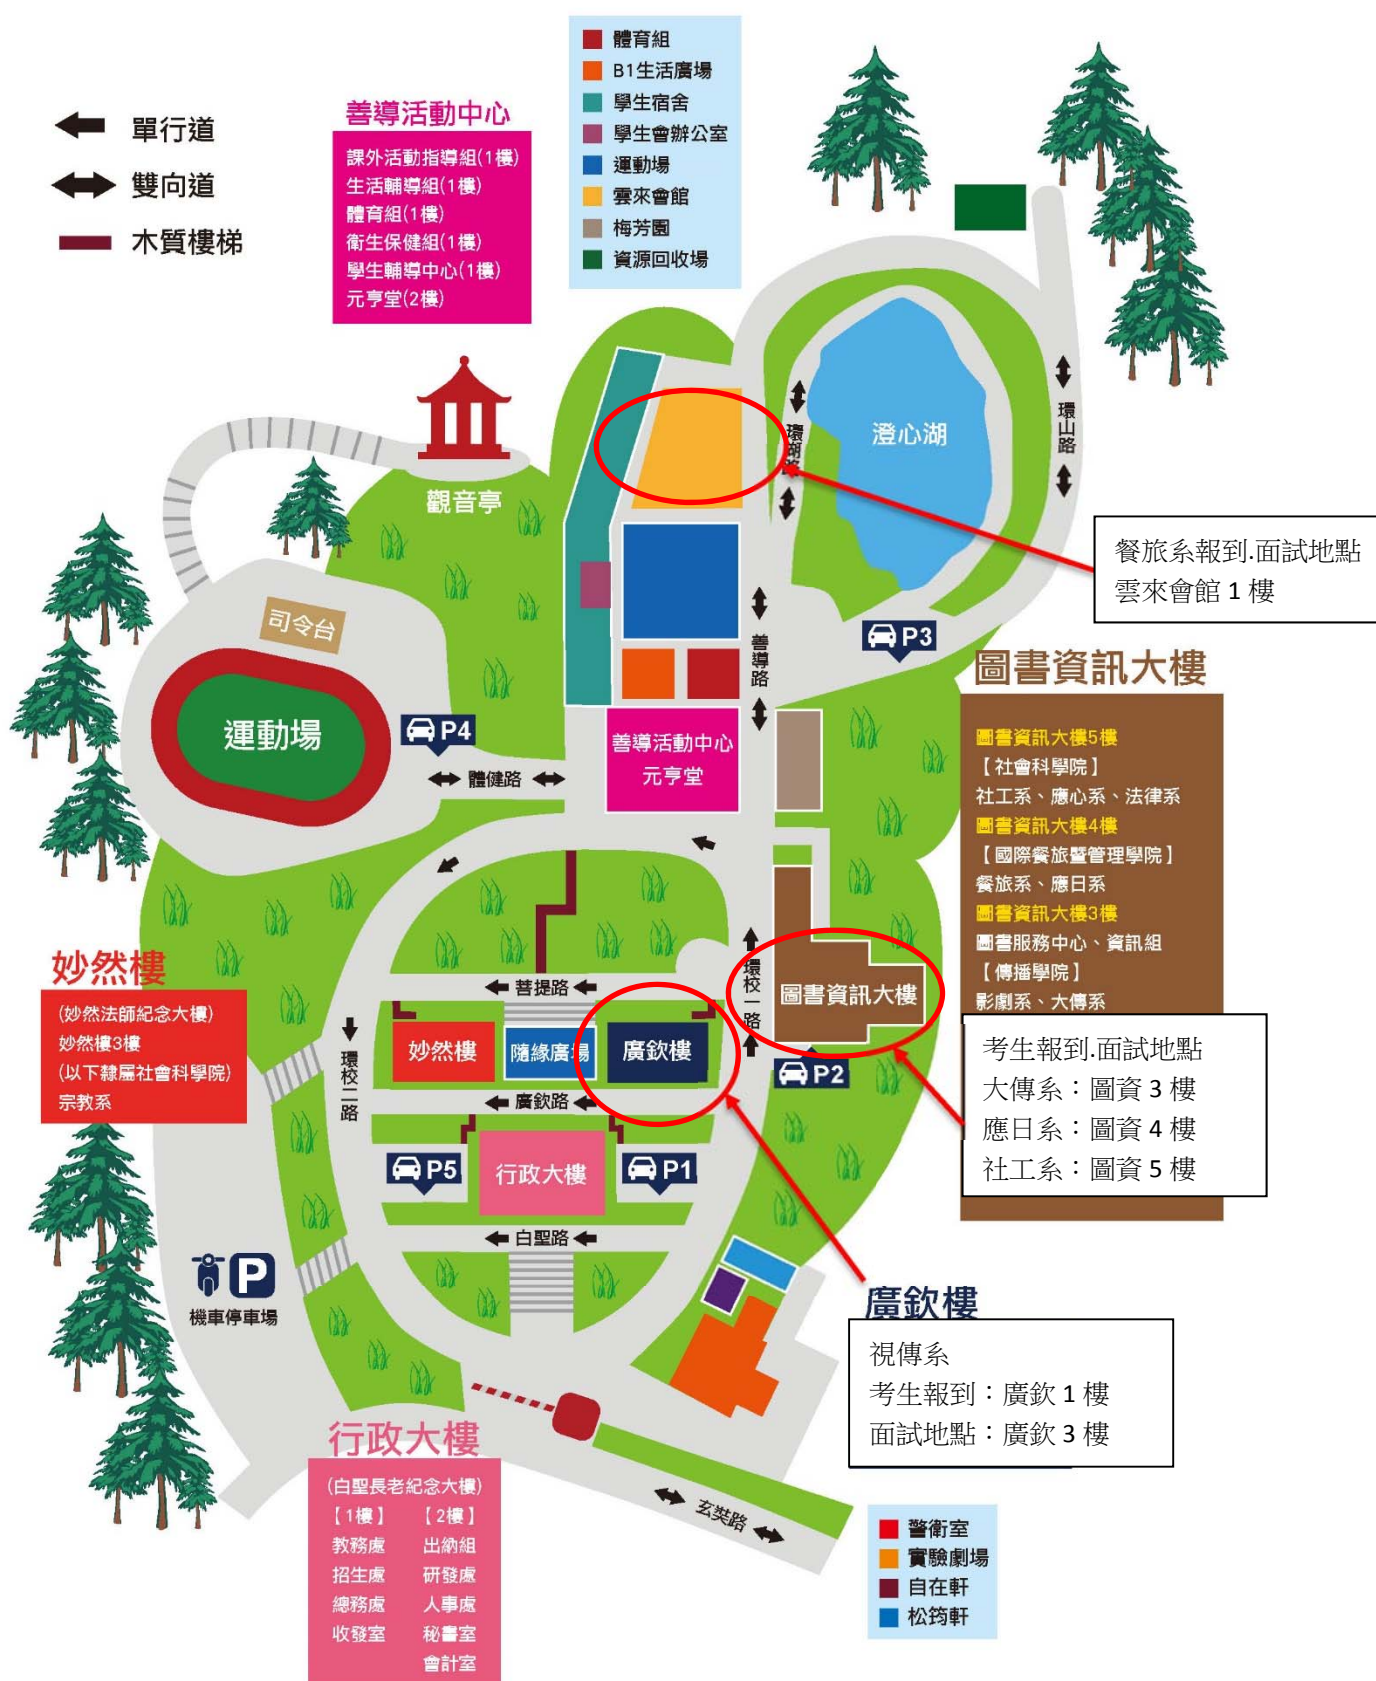 單行道
雙向道
木質樓梯
善導活動中心
課外活動指導組(1樓)
生活輔導組(1樓)
體育組(1樓)
衛生保健組(1樓)
學生輔導中心(1樓)
元亨堂(2樓)
體育組
B1生活廣場
學生宿舍
學生會辦公室
運動場
雲來會館
梅芳園
資源回收場
觀音亭
環湖路
澄心湖
環山路
餐旅系報到.面試地點
雲來會館 1 樓
司令台
運動場
P4
體健路
善導路
P3
善導活動中心
元亨堂
圖書資訊大樓
圖書資訊大樓5樓
【社會科學院】
社工系、應心系、法律系
圖書資訊大樓4樓
【國際餐旅暨管理學院】
餐旅系、應日系
圖書資訊大樓3樓
圖書服務中心、資訊組
【傳播學院】
影劇系、大傳系
考生報到.面試地點
大傳系：圖資 3 樓
應日系：圖資 4 樓
社工系：圖資 5 樓
妙然樓
(妙然法師紀念大樓)
妙然樓3樓
(以下隸屬社會科學院)
宗教系
菩提路
環校一路
圖書資訊大樓
妙然樓
隨緣廣場
廣欽樓
P2
環校二路
廣欽路
P5
行政大樓
P1
白聖路
P
機車停車場
廣欽樓
視傳系
考生報到：廣欽 1 樓
面試地點：廣欽 3 樓
行政大樓
(白聖長老紀念大樓)
【1樓】 【2樓】
教務處 出納組
招生處 研發處
總務處 人事處
收發室 秘書室
會計室
玄奘路
警衛室
實驗劇場
自在軒
松筠軒